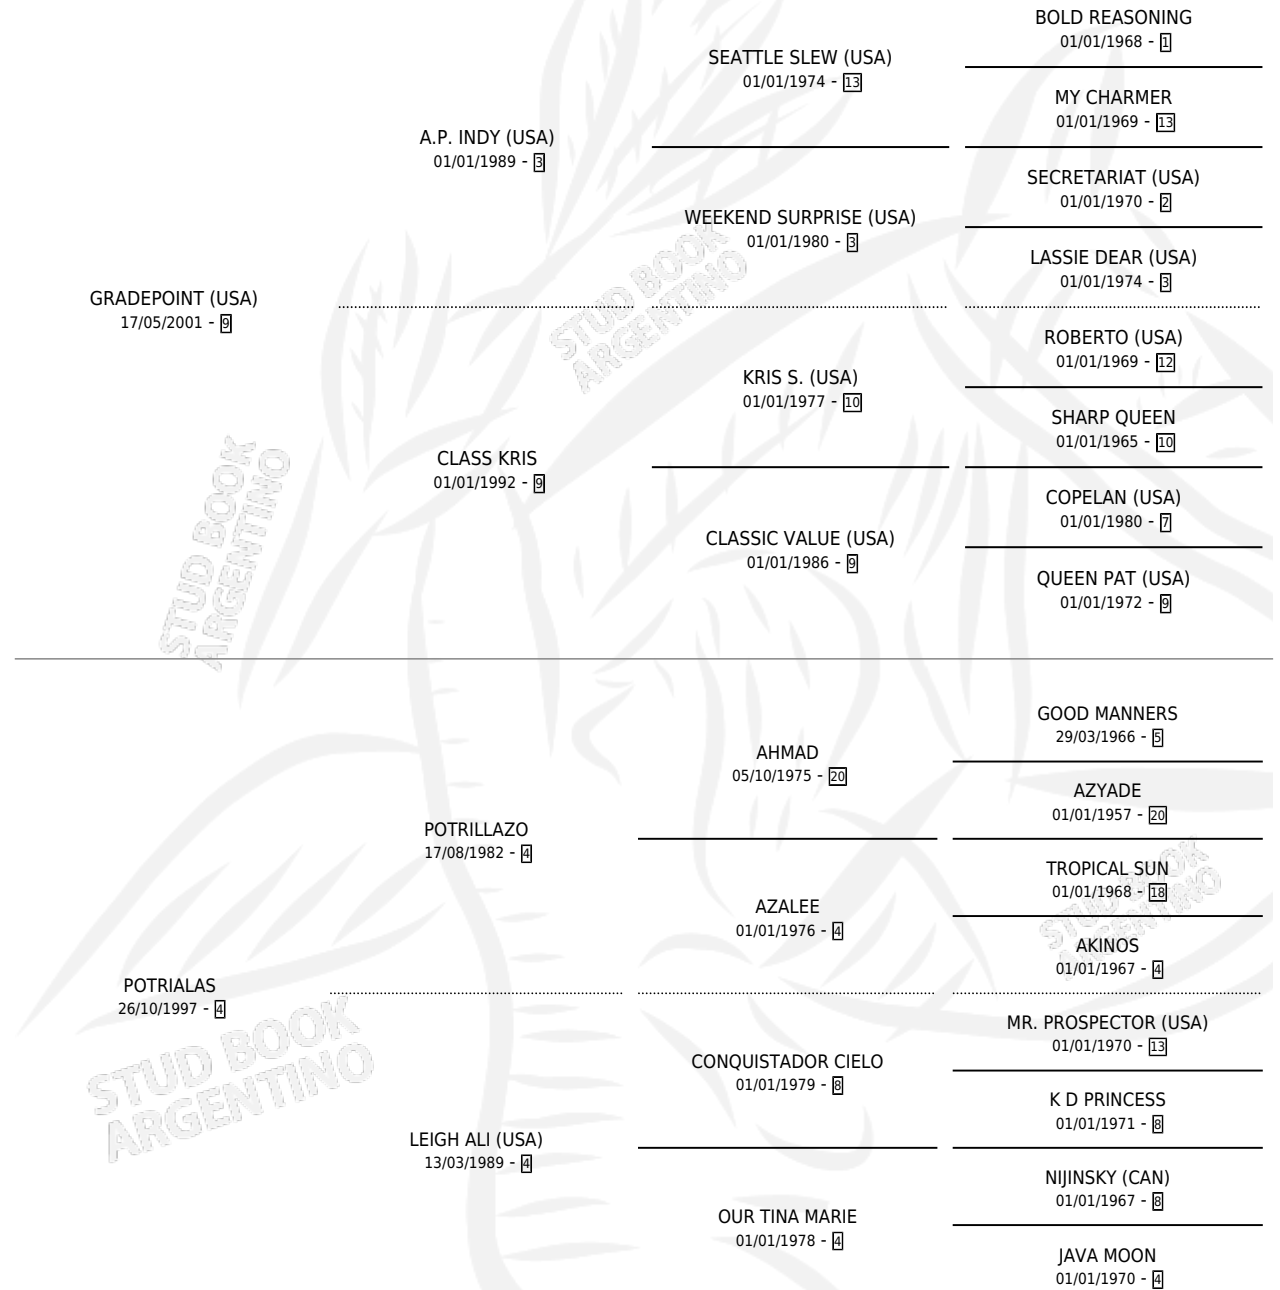 BOLD REASONING
01/01/1968 - 1
SEATTLE SLEW (USA)
01/01/1974 - 13
MY CHARMER
01/01/1969 - 13
A.P. INDY (USA)
01/01/1989 - 3
SECRETARIAT (USA)
01/01/1970 - 2
WEEKEND SURPRISE (USA)
01/01/1980 - 3
LASSIE DEAR (USA)
01/01/1974 - 3
GRADEPOINT (USA)
17/05/2001 - 9
ROBERTO (USA)
01/01/1969 - 12
KRIS S. (USA)
01/01/1977 - 10
SHARP QUEEN
01/01/1965 - 10
CLASS KRIS
01/01/1992 - 9
COPELAN (USA)
01/01/1980 - 7
CLASSIC VALUE (USA)
01/01/1986 - 9
QUEEN PAT (USA)
01/01/1972 - 9
GOOD MANNERS
29/03/1966 - 5
AHMAD
05/10/1975 - 20
AZYADE
01/01/1957 - 20
POTRILLAZO
17/08/1982 - 4
TROPICAL SUN
01/01/1968 - 18
AZALEE
01/01/1976 - 4
AKINOS
01/01/1967 - 4
POTRIALAS
26/10/1997 - 4
MR. PROSPECTOR (USA)
01/01/1970 - 13
CONQUISTADOR CIELO
01/01/1979 - 8
K D PRINCESS
01/01/1971 - 8
LEIGH ALI (USA)
13/03/1989 - 4
NIJINSKY (CAN)
01/01/1967 - 8
OUR TINA MARIE
01/01/1978 - 4
JAVA MOON
01/01/1970 - 4
STUD BOOK
ARGENTINO
STUD BOOK
ARGENTINO
STUD BOOK
ARGENTINO
STUD BOOK
ARGENTINO